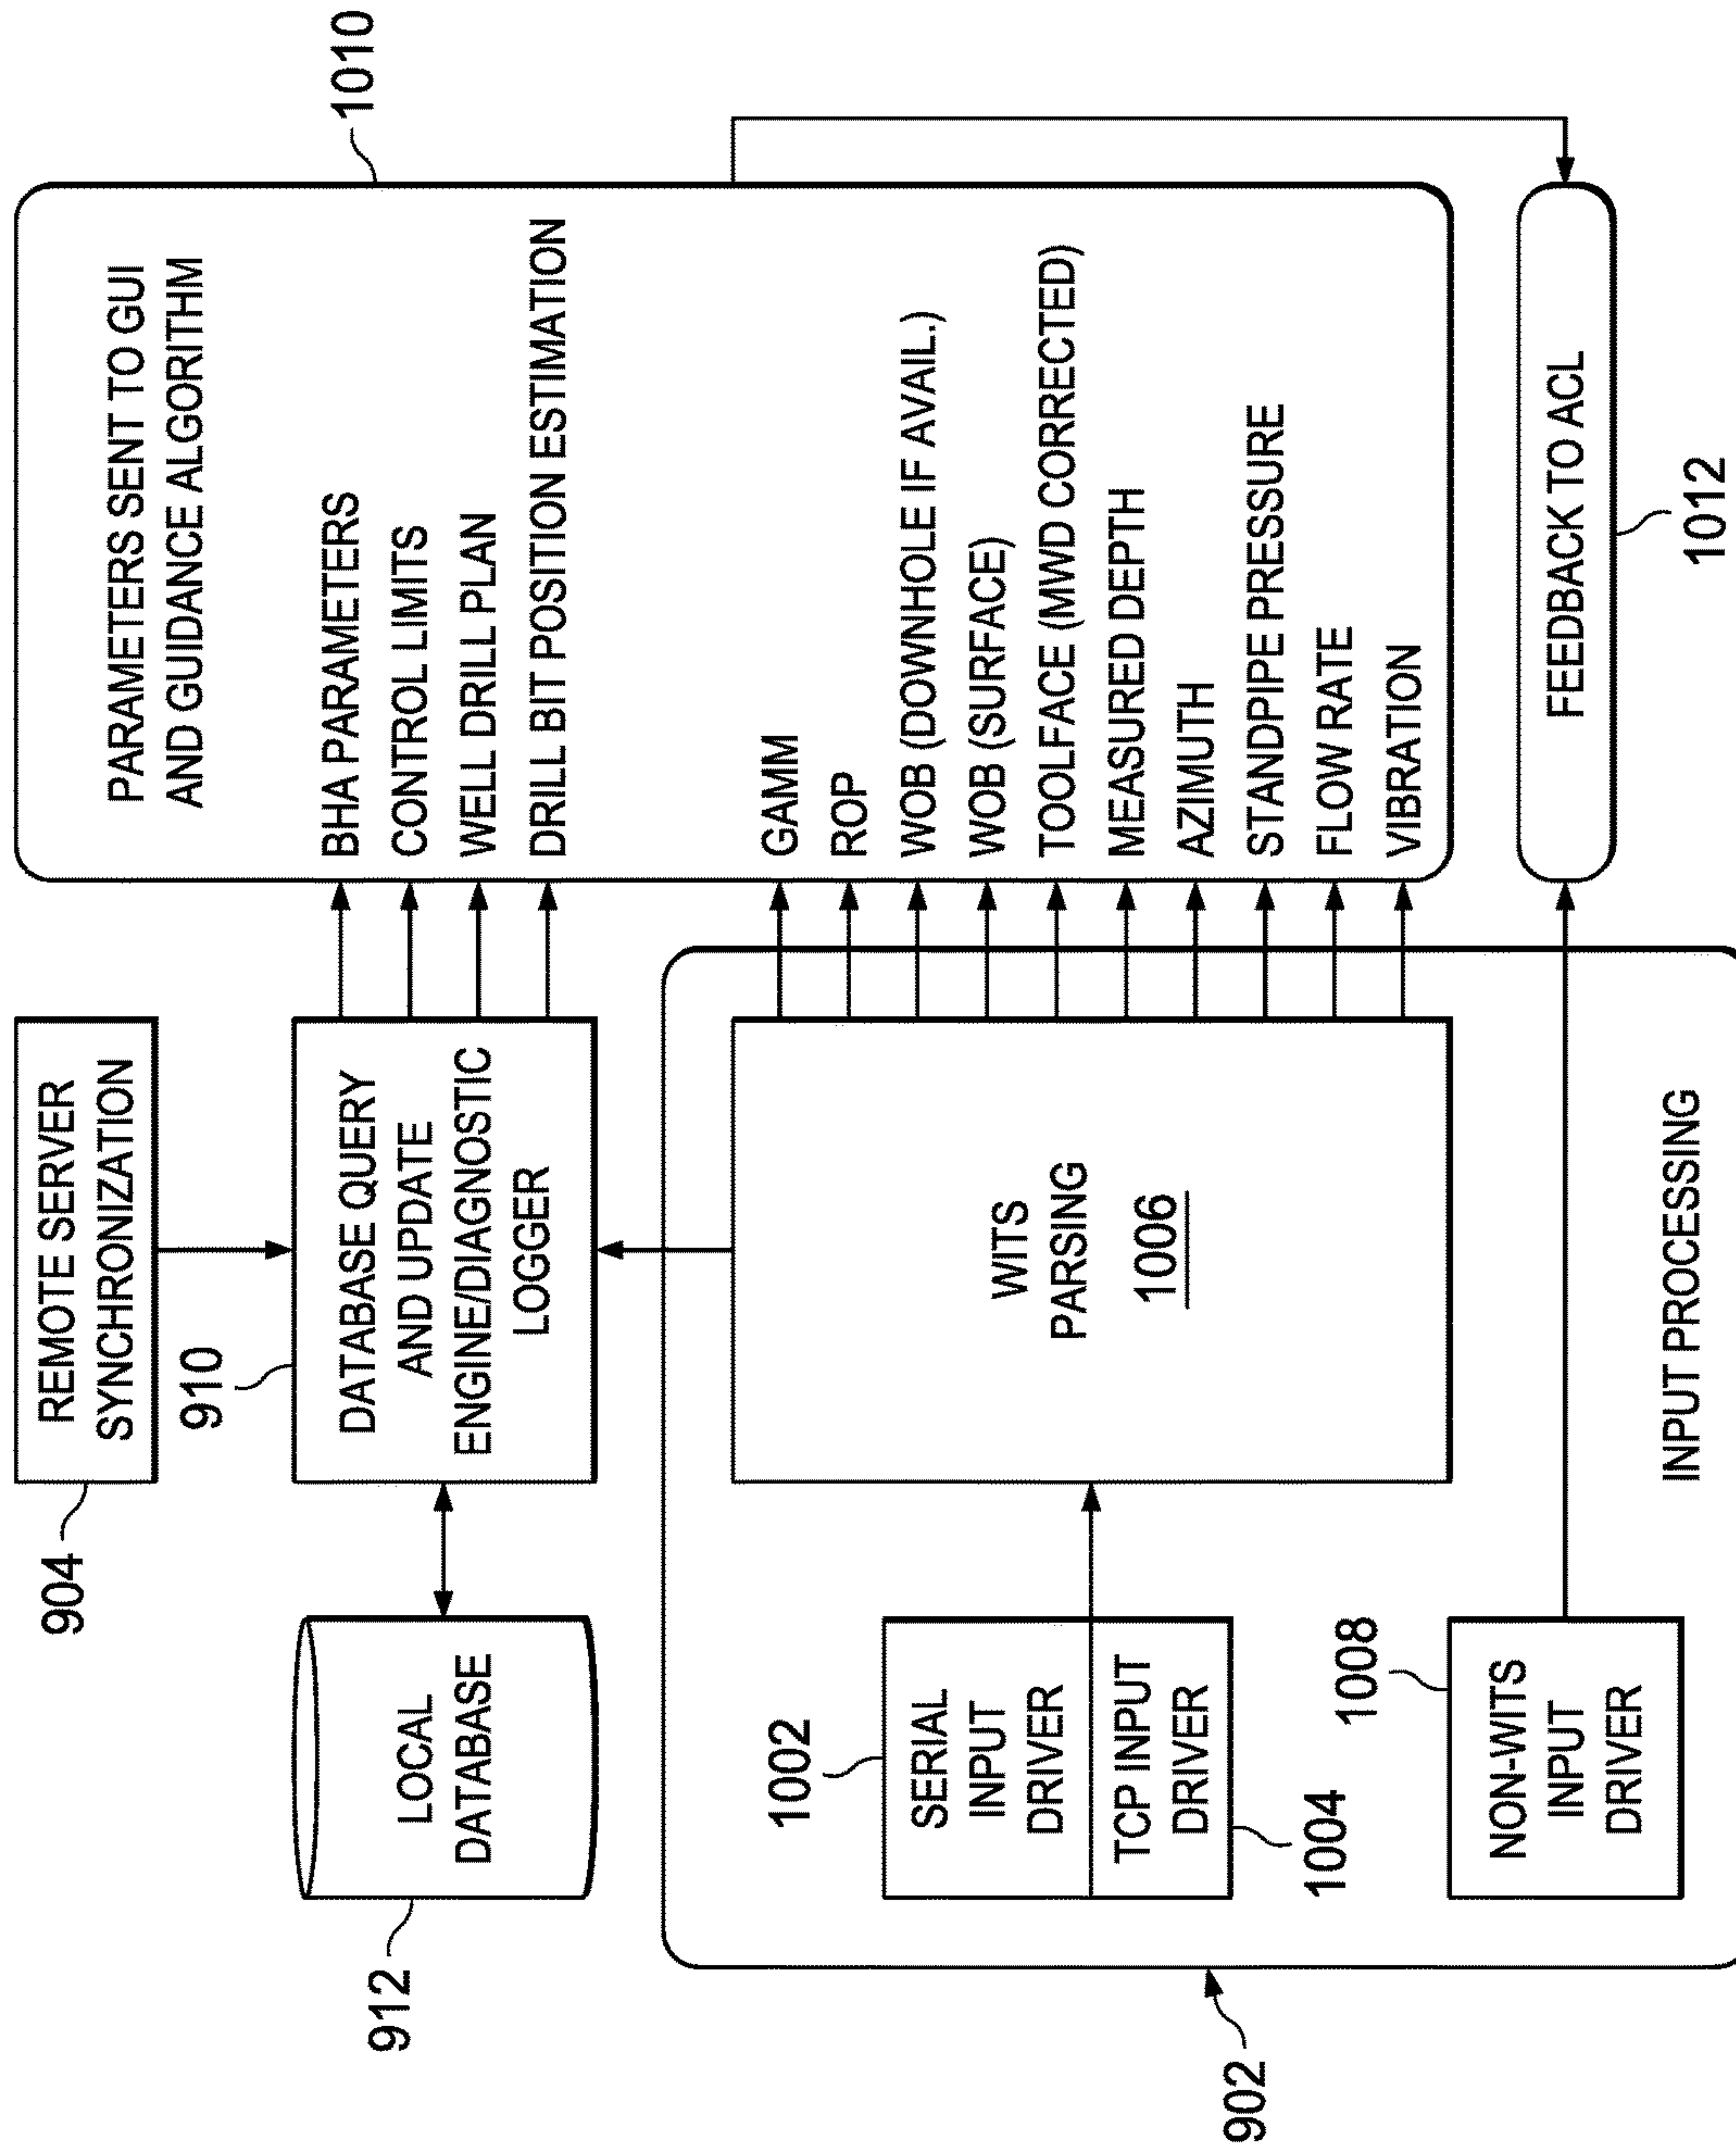 904
REMOTE SERVER
SYNCHRONIZATION
910
912
LOCAL
DATABASE
DATABASE QUERY
AND UPDATE
ENGINE/DIAGNOSTIC
LOGGER
PARAMETERS SENT TO GUI
AND GUIDANCE ALGORITHM
1010
BHA PARAMETERS
CONTROL LIMITS
WELL DRILL PLAN
DRILL BIT POSITION ESTIMATION
GAMM
ROP
WOB (DOWNHOLE IF AVAIL.)
WOB (SURFACE)
TOOLFACE (MWD CORRECTED)
MEASURED DEPTH
AZIMUTH
STANDPIPE PRESSURE
FLOW RATE
VIBRATION
902
1002
SERIAL
INPUT
DRIVER
TCP INPUT
DRIVER
1004
WITS
PARSING
1006
1008
NON-WITS
INPUT
DRIVER
INPUT PROCESSING
FEEDBACK TO ACL
1012